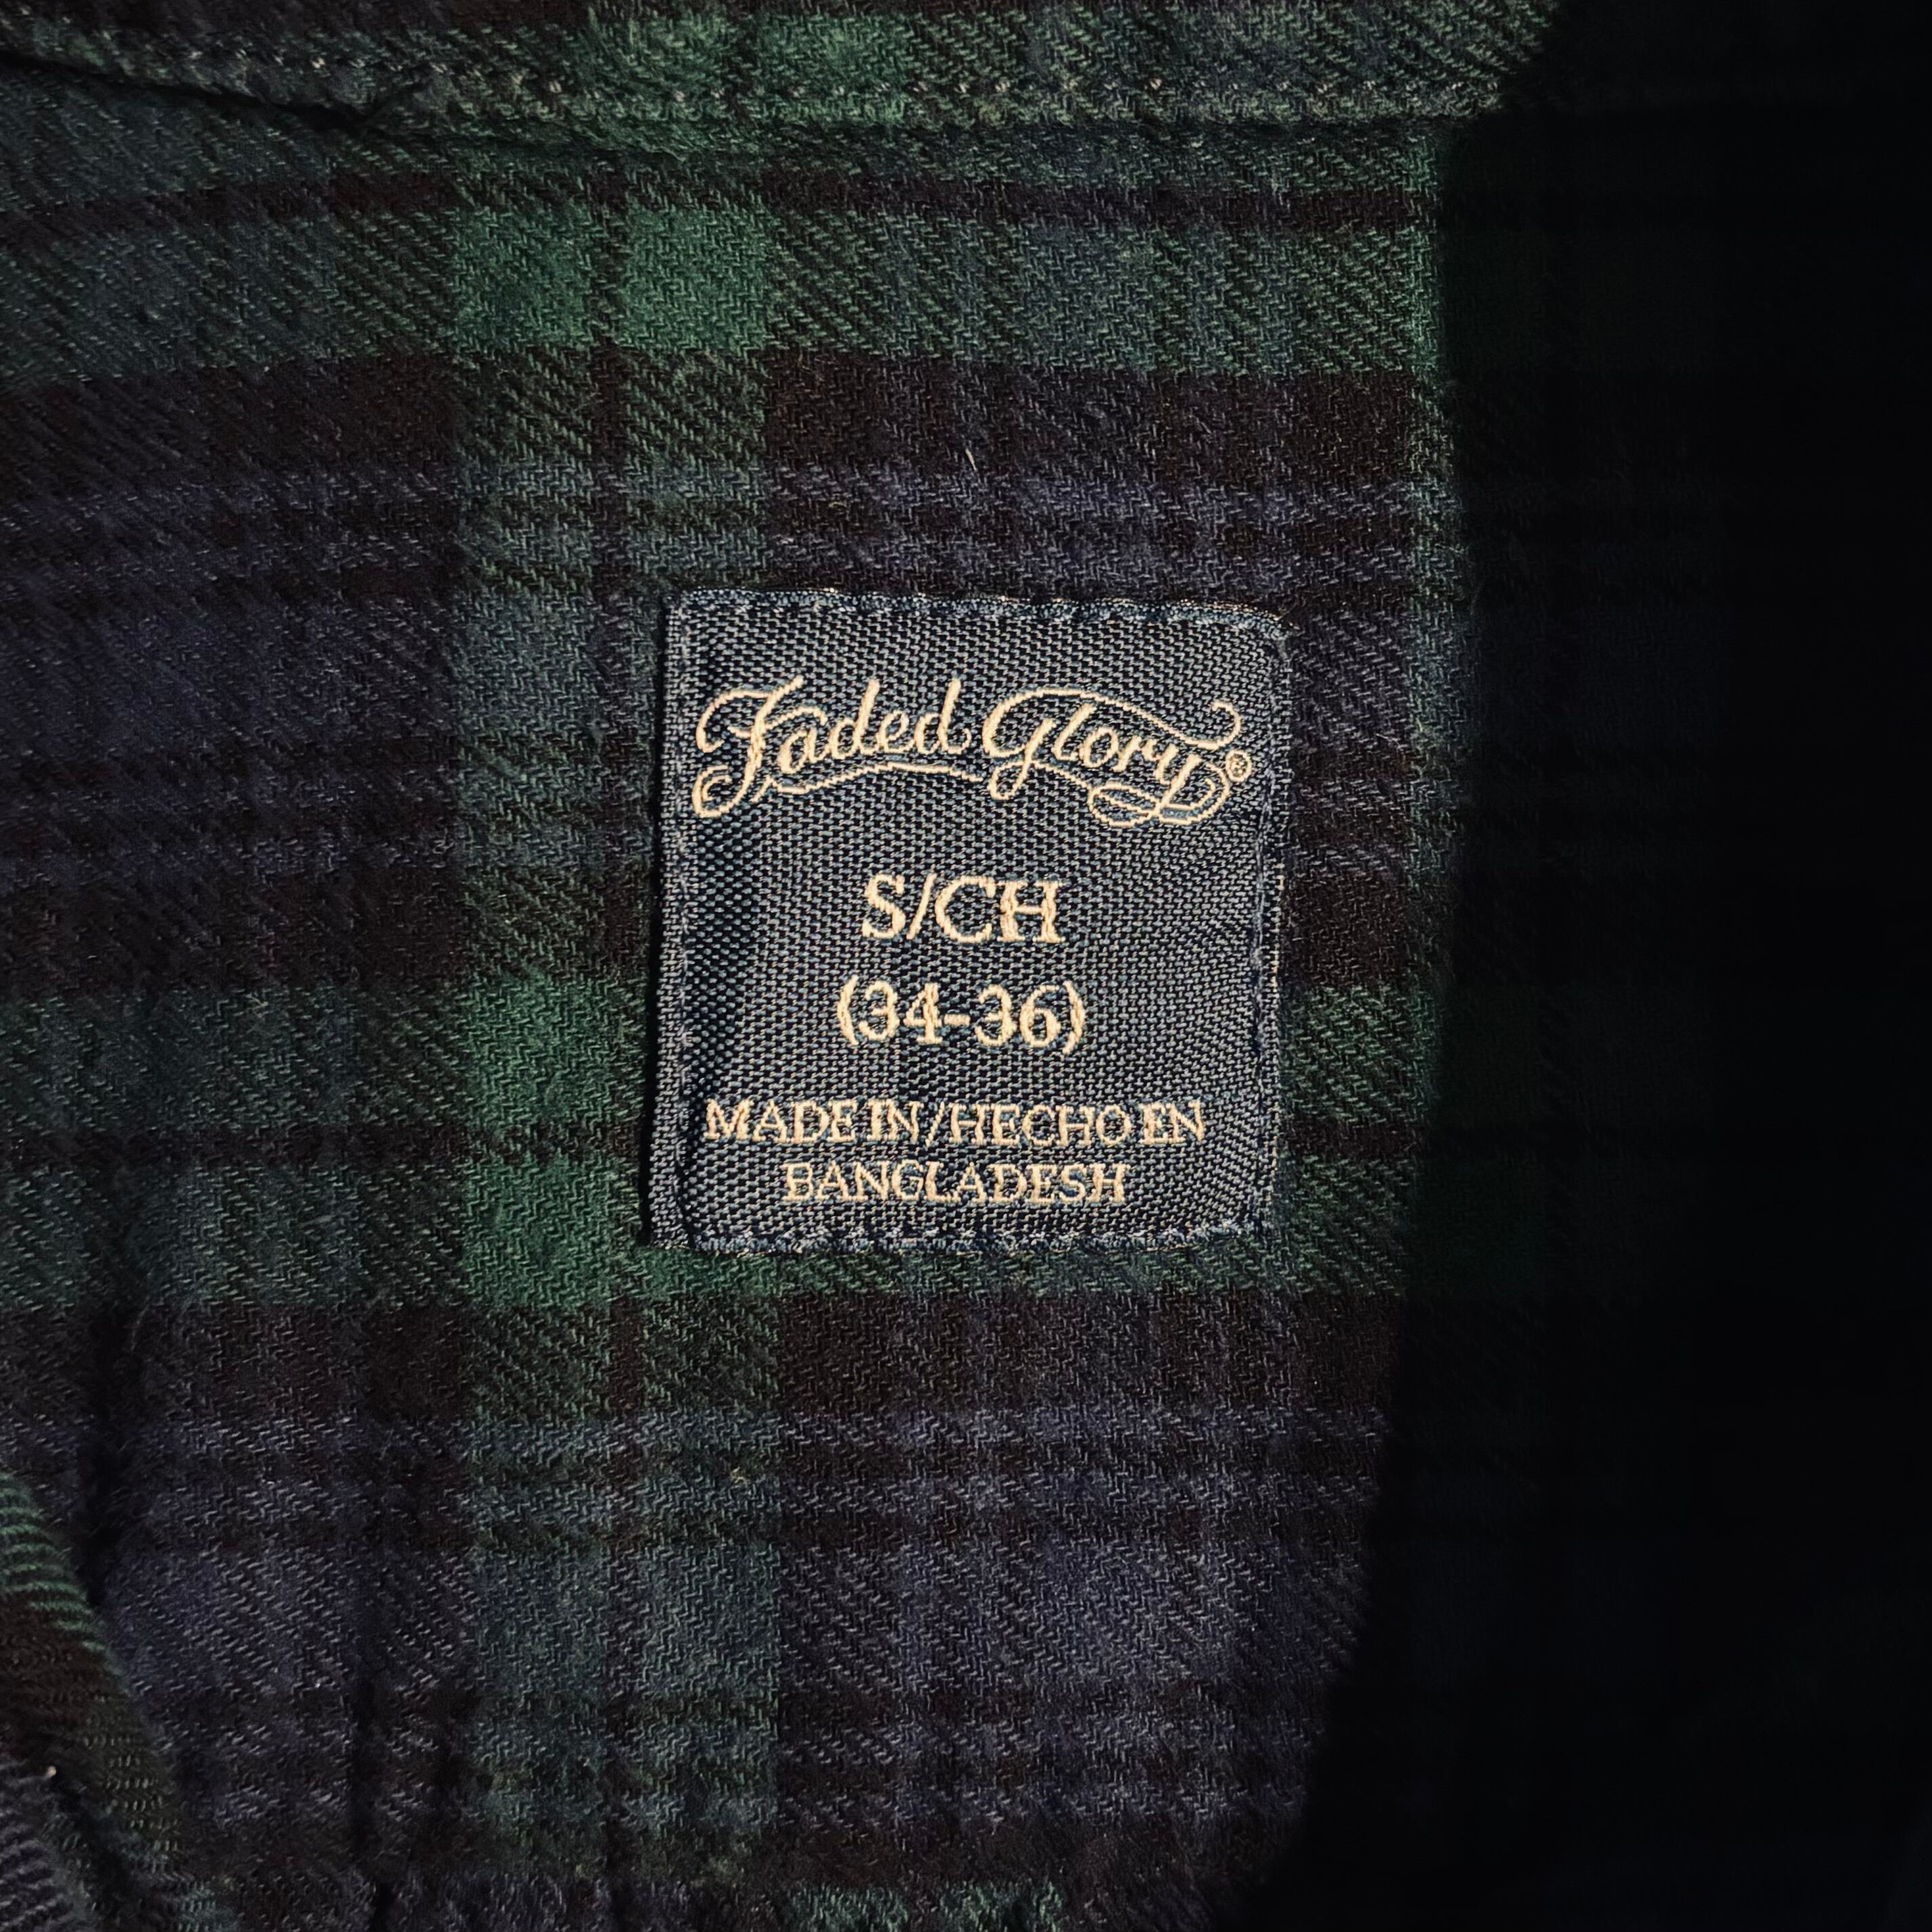 Faded Glory®
S/CH
(34-36)
MADE IN/HECHO EN
BANGLADESH